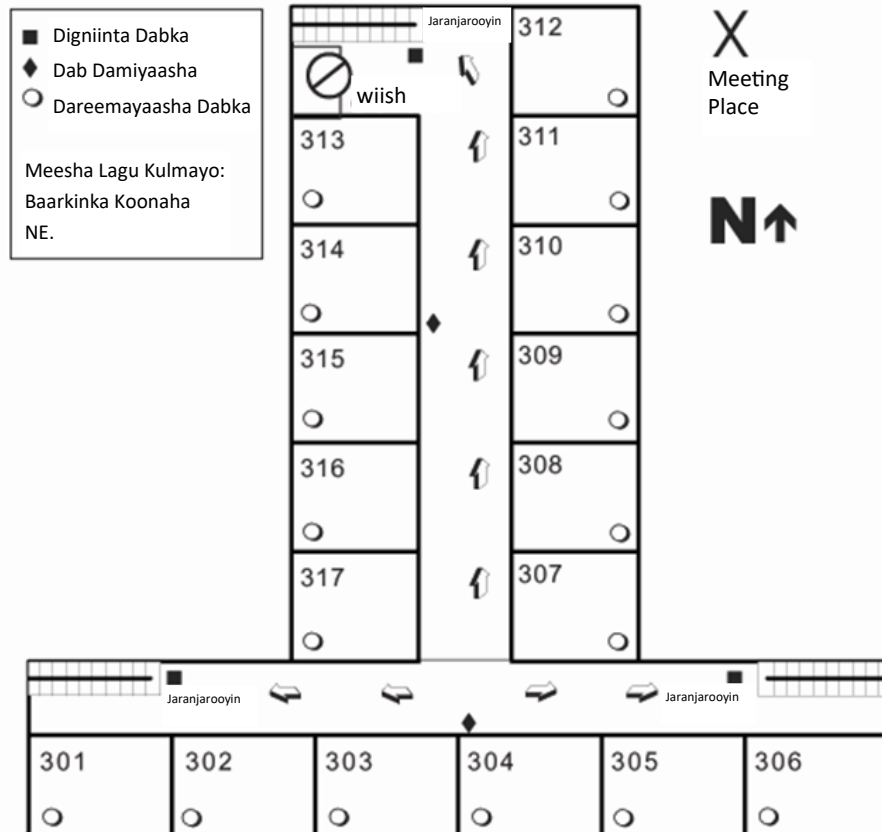 Digniinta Dabka
Dab Damiyaasha
Dareemayaasha Dabka
Meesha Lagu Kulmayo:
Baarkinka Koonaha
NE.
Jaranjarooyin
wiish
312
X
Meeting
Place
N
313
311
314
310
315
309
316
308
317
307
Jaranjarooyin
Jaranjarooyin
301
302
303
304
305
306